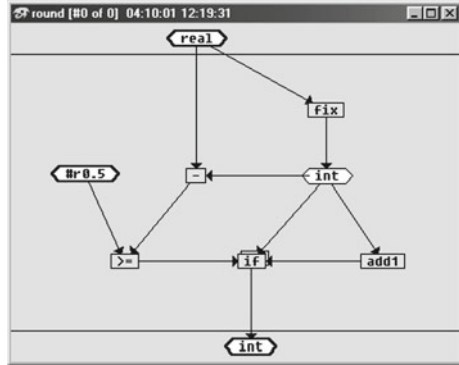 round [#0 of 0] 04:10:01 12:19:31
real
fix
#r0.5
-
int
>=
if
add1
int